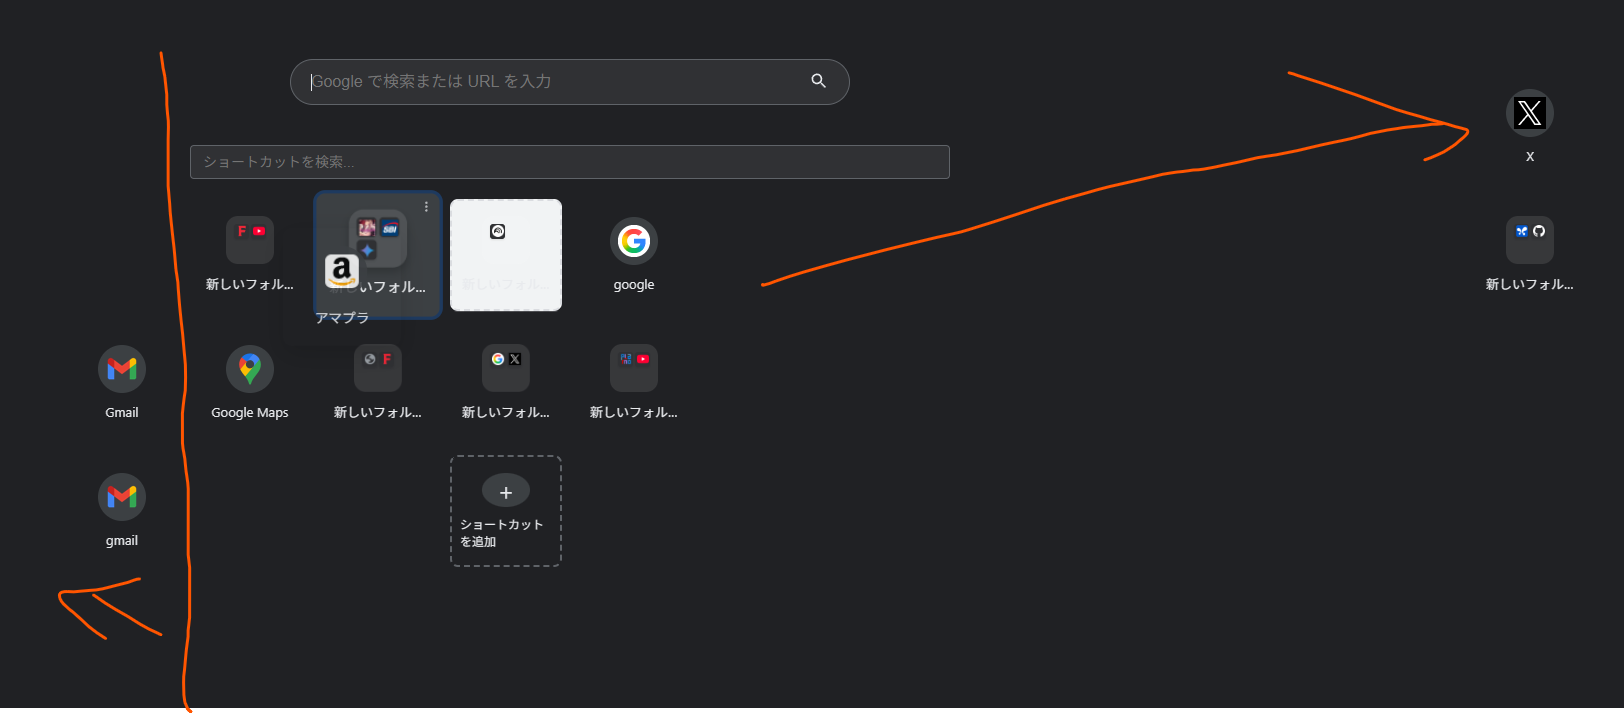 Google で検索または URL を入力
X
ショートカットを検索...
新しいフォル...
しいフォル...
アマプラ
新しいフォル...
google
新しいフォル...
Gmail
Google Maps
新しいフォル...
新しいフォル...
新しいフォル...
gmail
+
ショートカット
を追加